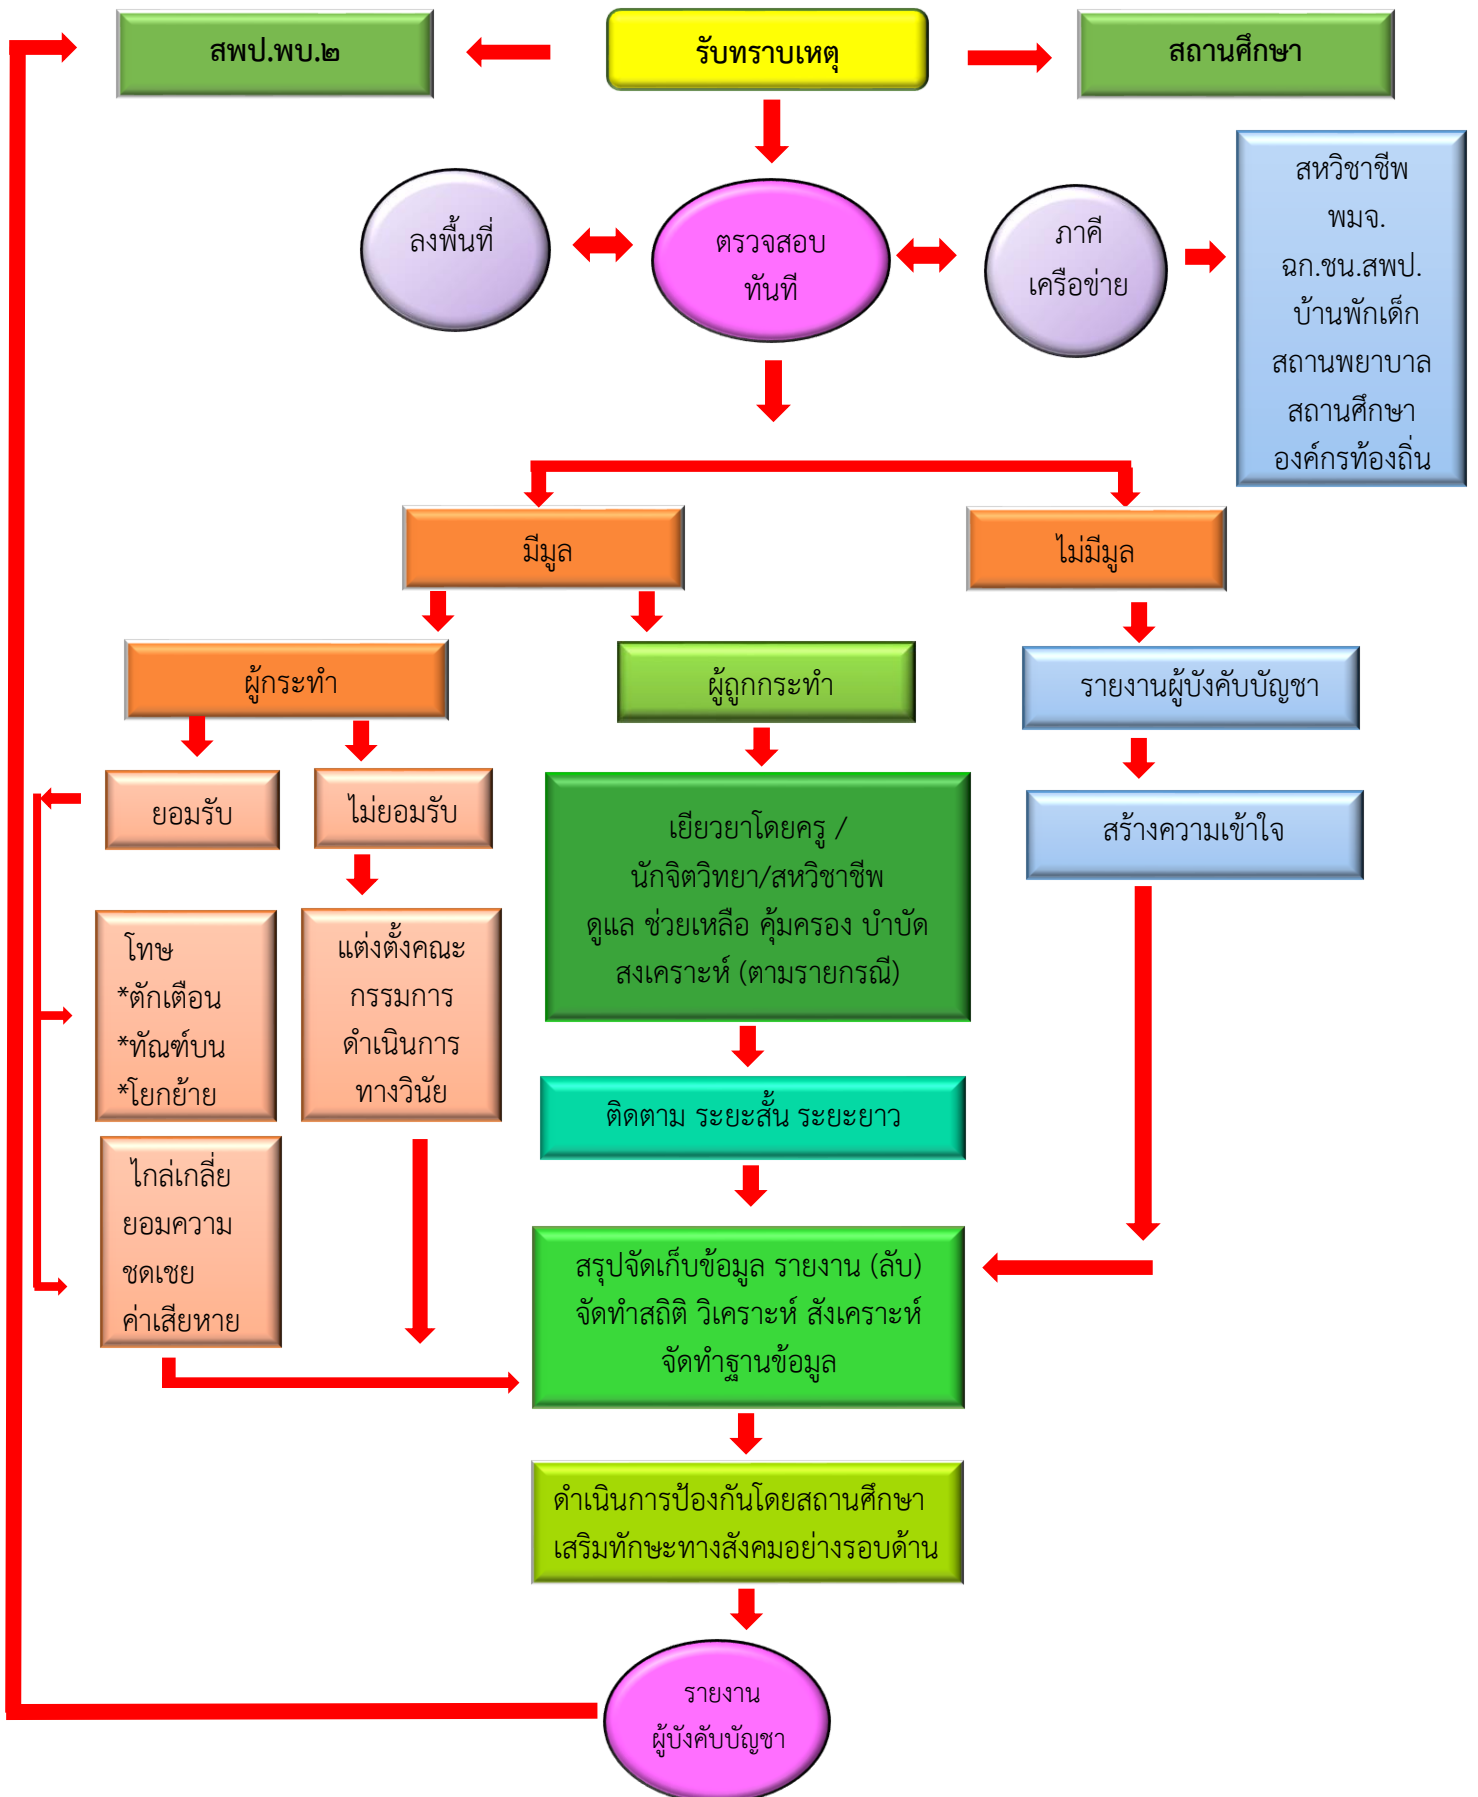 สพป.พบ.๒
รับทราบเหตุ
สถานศึกษา
ลงพื้นที่
ตรวจสอบ
ทันที
ภาคี
เครือข่าย
สหวิชาชีพ
พมจ.
ฉก.ชน.สพป.
บ้านพักเด็ก
สถานพยาบาล
สถานศึกษา
องค์กรท้องถิ่น
มีมูล
ไม่มีมูล
ผู้กระทำ
ผู้ถูกกระทำ
รายงานผู้บังคับบัญชา
ยอมรับ
ไม่ยอมรับ
เยียวยาโดยครู /
นักจิตวิทยา/สหวิชาชีพ
ดูแล ช่วยเหลือ คุ้มครอง บำบัด
สงเคราะห์ (ตามรายกรณี)
สร้างความเข้าใจ
โทษ
*ตักเตือน
*ทัณฑ์บน
*โยกย้าย
แต่งตั้งคณะ
กรรมการ
ดำเนินการ
ทางวินัย
ติดตาม ระยะสั้น ระยะยาว
ไกล่เกลี่ย
ยอมความ
ชดเชย
ค่าเสียหาย
สรุปจัดเก็บข้อมูล รายงาน (ลับ)
จัดทำสถิติ วิเคราะห์ สังเคราะห์
จัดทำฐานข้อมูล
ดำเนินการป้องกันโดยสถานศึกษา
เสริมทักษะทางสังคมอย่างรอบด้าน
รายงาน
ผู้บังคับบัญชา